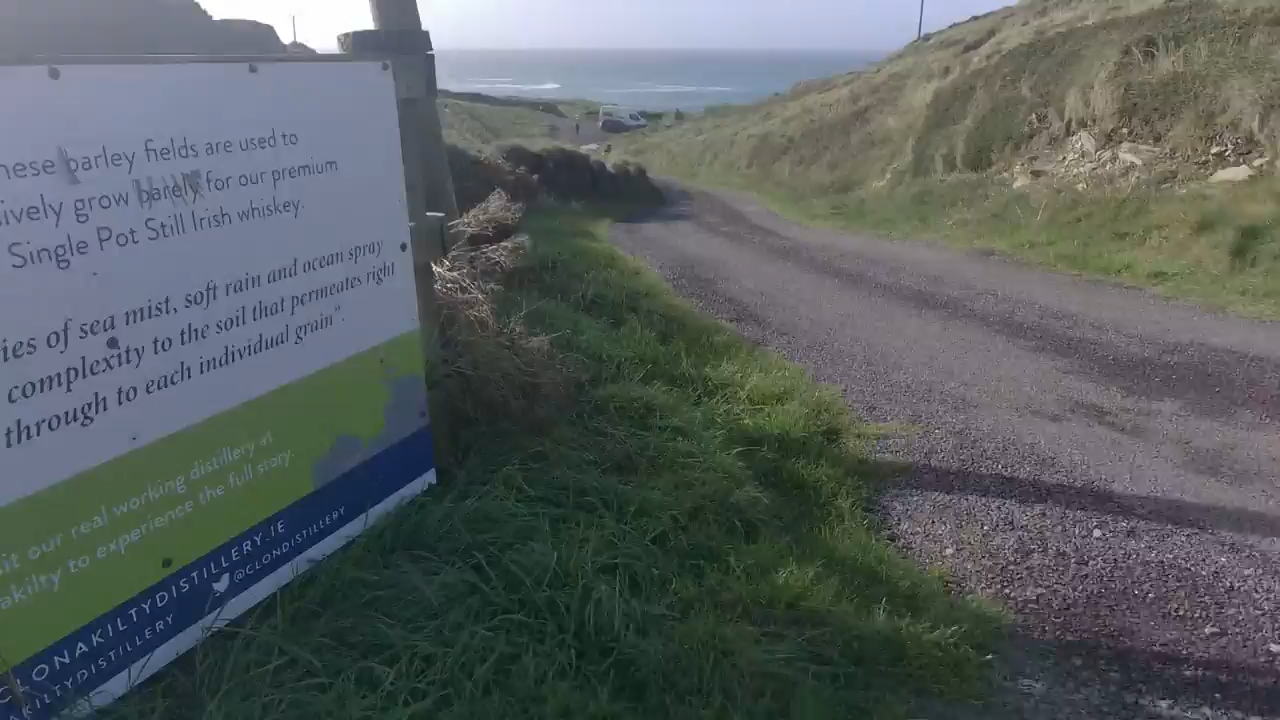 hese barley fields are used to
ively grow barely for our premium
Single Pot Still Irish whiskey.
ies of sea mist, soft rain and ocean spray
complexity to the soil that permeates right
through to each individual grain".
it our real working distillery at
akilty to experience the full story.
CLONAKILTYDISTILLERY.IE
AKILTYDISTILLERY @CLONDISTILLERY